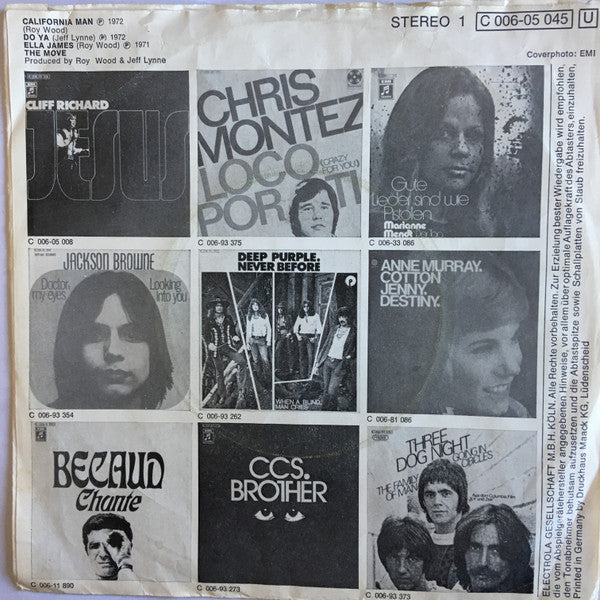 CALIFORNIA MAN ℗ 1972
(Roy Wood)
DO YA (Jeff Lynne) ℗ 1972
ELLA JAMES (Roy Wood) ℗ 1971
THE MOVE
Produced by Roy Wood & Jeff Lynne
STEREO 1 C 006-05 045 U
Coverphoto: EMI
CLIFF RICHARD
JESUS
C 006-05 008
CHRIS
MONTEZ
LOCO
(CRAZY
FOR YOU)
POR TI
C 006-93 375
Gute
Lieder sind wie
Pistolen
Marianne
C 006-33 086
JACKSON BROWNE
Doctor
my eyes
Looking
into you
C 006-93 354
DEEP PURPLE.
NEVER BEFORE
WHEN A BLIND
MAN CRIES
C 006-93 262
ANNE MURRAY.
COTTON
JENNY.
DESTINY.
C 006-81 086
BECAUD
Chante
C 006-11 890
CCS.
BROTHER
C 006-93 273
THREE
DOG NIGHT
THE FAMILY
OF MAN
GOING IN
CIRCLES
C 006-93 373
ELECTROLA GESELLSCHAFT M.B.H. KÖLN. Alle Rechte vorbehalten. Zur Erzielung bester Wiedergabe wird empfohlen,
die vom Abspielgerätehersteller angegebenen Hinweise, vor allem über optimale Auflagekraft des Abtasters, einzuhalten,
den Tonabnehmer behutsam aufzusetzen und die Abtastspitze sowie Schallplatten von Staub freizuhalten.
Printed in Germany by Druckhaus Maack KG, Lüdenscheid